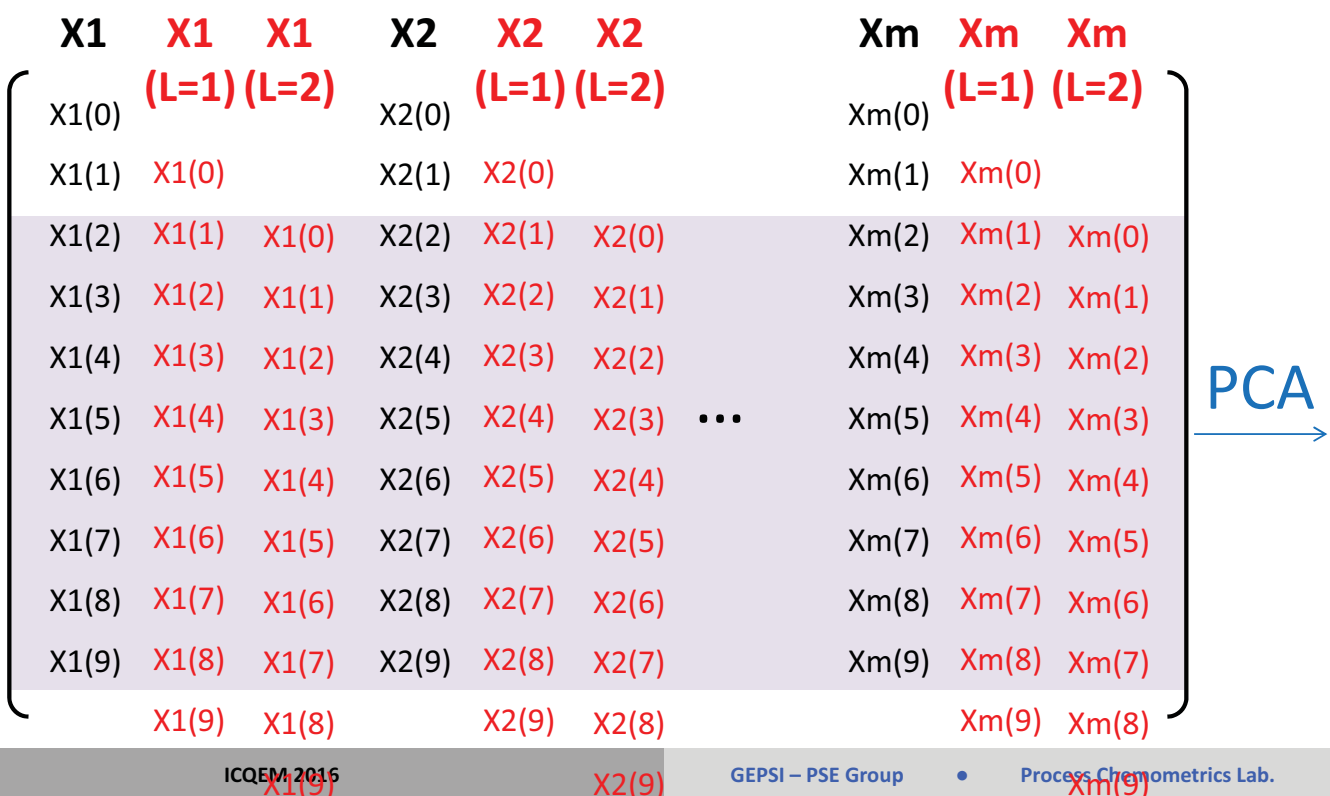 X1 X1 X1 X2 X2 X2 Xm Xm Xm
(L=1) (L=2) (L=1) (L=2) (L=1) (L=2)
X1(0) X2(0) Xm(0)
X1(1) X1(0) X2(1) X2(0) Xm(1) Xm(0)
X1(2) X1(1) X1(0) X2(2) X2(1) X2(0) Xm(2) Xm(1) Xm(0)
X1(3) X1(2) X1(1) X2(3) X2(2) X2(1) Xm(3) Xm(2) Xm(1)
X1(4) X1(3) X1(2) X2(4) X2(3) X2(2) Xm(4) Xm(3) Xm(2)
PCA
X1(5) X1(4) X1(3) X2(5) X2(4) X2(3) ... Xm(5) Xm(4) Xm(3)
X1(6) X1(5) X1(4) X2(6) X2(5) X2(4) Xm(6) Xm(5) Xm(4)
X1(7) X1(6) X1(5) X2(7) X2(6) X2(5) Xm(7) Xm(6) Xm(5)
X1(8) X1(7) X1(6) X2(8) X2(7) X2(6) Xm(8) Xm(7) Xm(6)
X1(9) X1(8) X1(7) X2(9) X2(8) X2(7) Xm(9) Xm(8) Xm(7)
X1(9) X1(8) X2(9) X2(8) Xm(9) Xm(8)
X1(9) X2(9) Xm(9)
ICQEM 2016 GEPSI – PSE Group ● Process Chemometrics Lab.